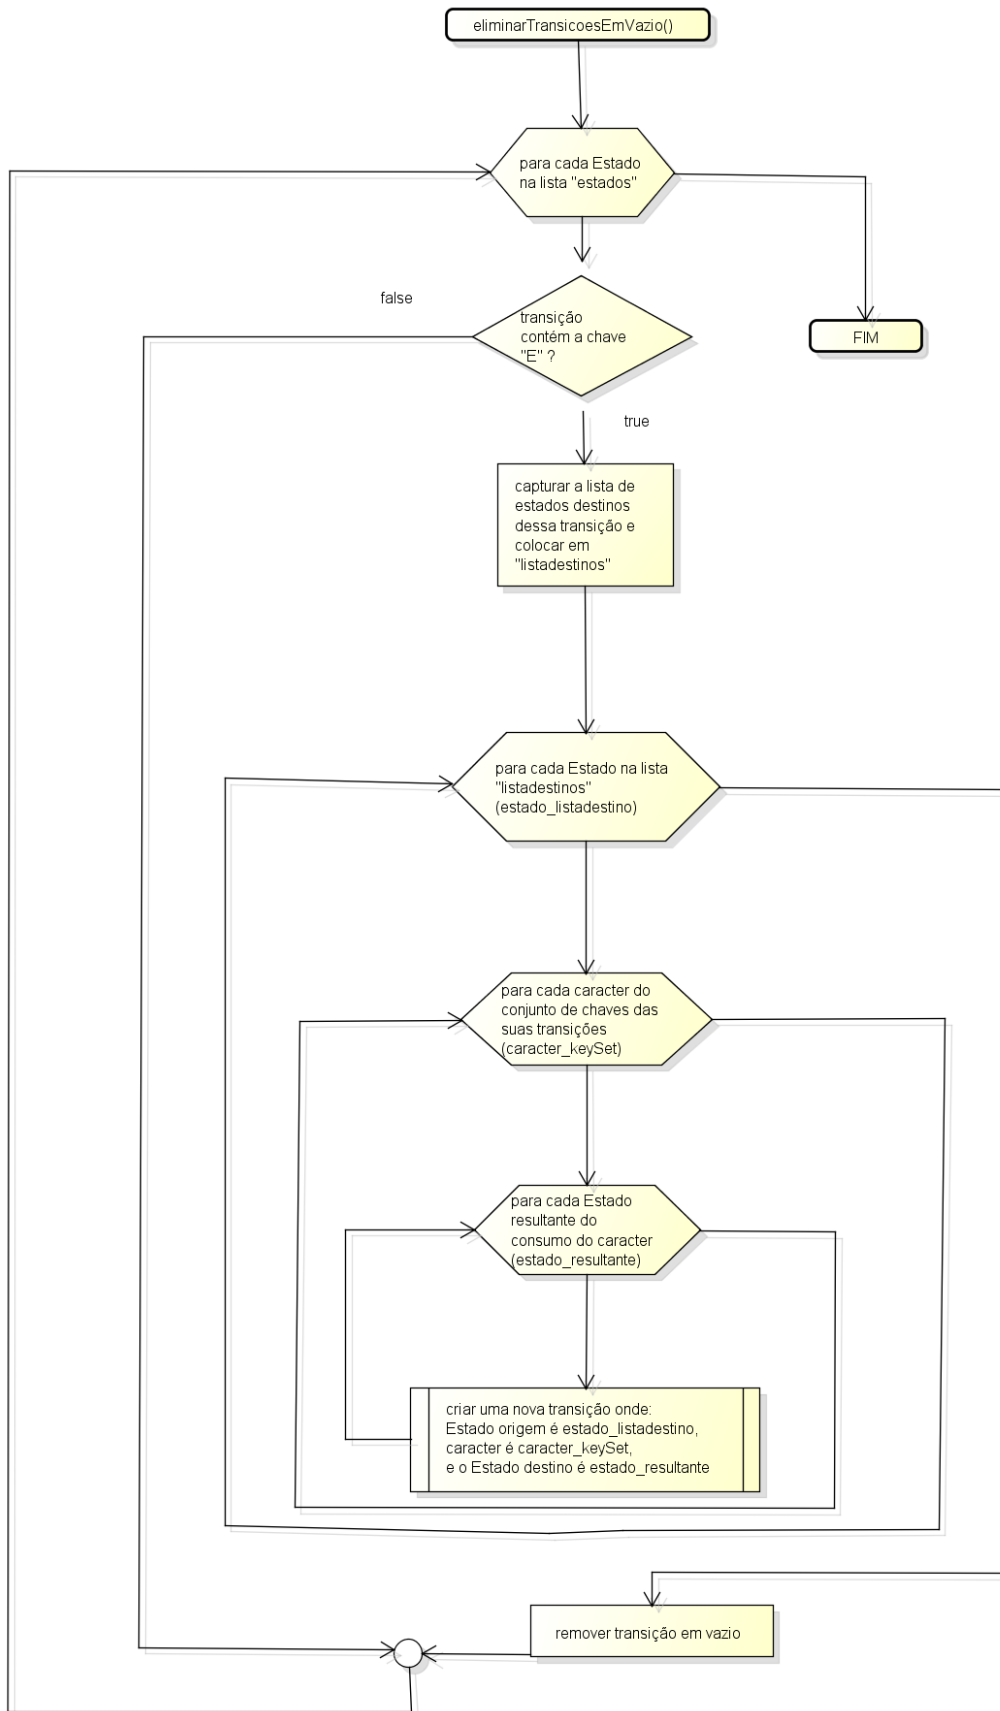 eliminarTransicoesEmVazio()
para cada Estado
na lista "estados"
false
transição
contém a chave
"E" ?
FIM
true
capturar a lista de
estados destinos
dessa transição e
colocar em
"listadestinos"
para cada Estado na lista
"listadestinos"
(estado_listadestino)
para cada caracter do
conjunto de chaves das
suas transições
(caracter_keySet)
para cada Estado
resultante do
consumo do caracter
(estado_resultante)
criar uma nova transição onde:
Estado origem é estado_listadestino,
caracter é caracter_keySet,
e o Estado destino é estado_resultante
remover transição em vazio